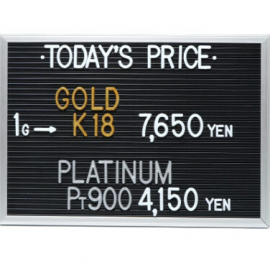 ·TODAY'S PRICE·
GOLD
1G→ K18 7,650 YEN
PLATINUM
PT900 4,150 YEN